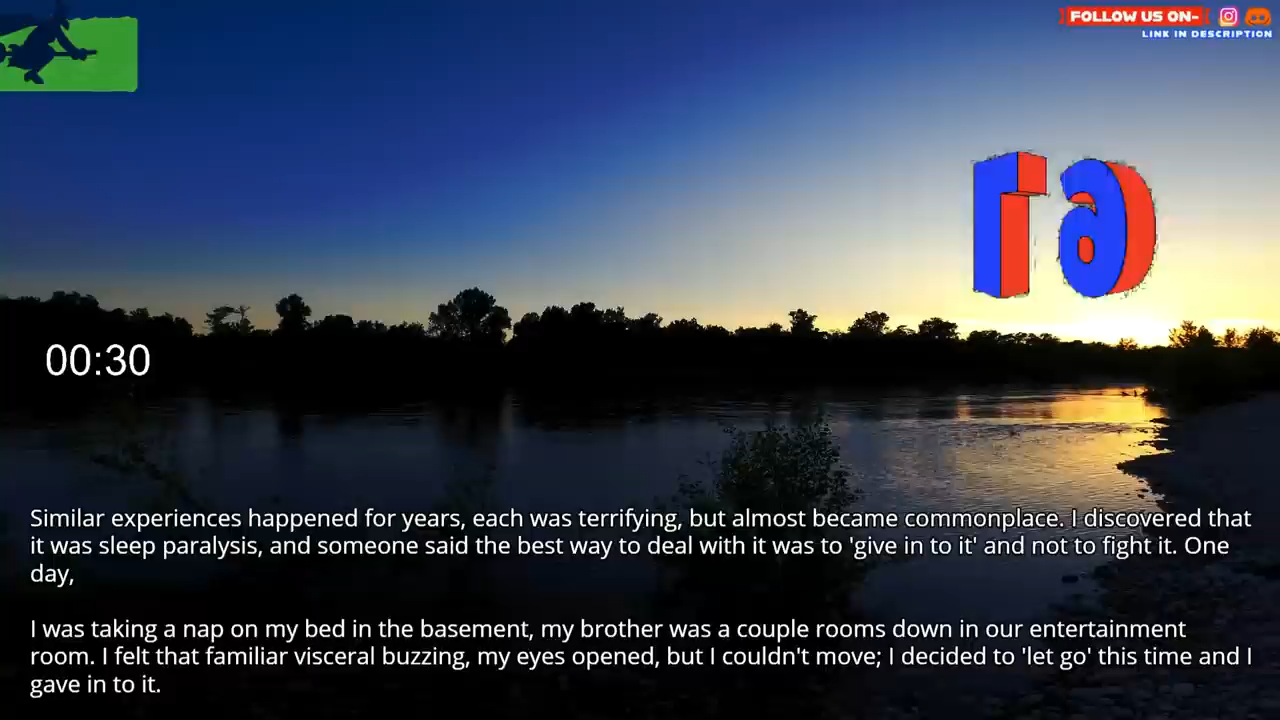 FOLLOW US ON-
LINK IN DESCRIPTION
00:30
Similar experiences happened for years, each was terrifying, but almost became commonplace. I discovered that
it was sleep paralysis, and someone said the best way to deal with it was to 'give in to it' and not to fight it. One
day,
I was taking a nap on my bed in the basement, my brother was a couple rooms down in our entertainment
room. I felt that familiar visceral buzzing, my eyes opened, but I couldn't move; I decided to 'let go' this time and I
gave in to it.